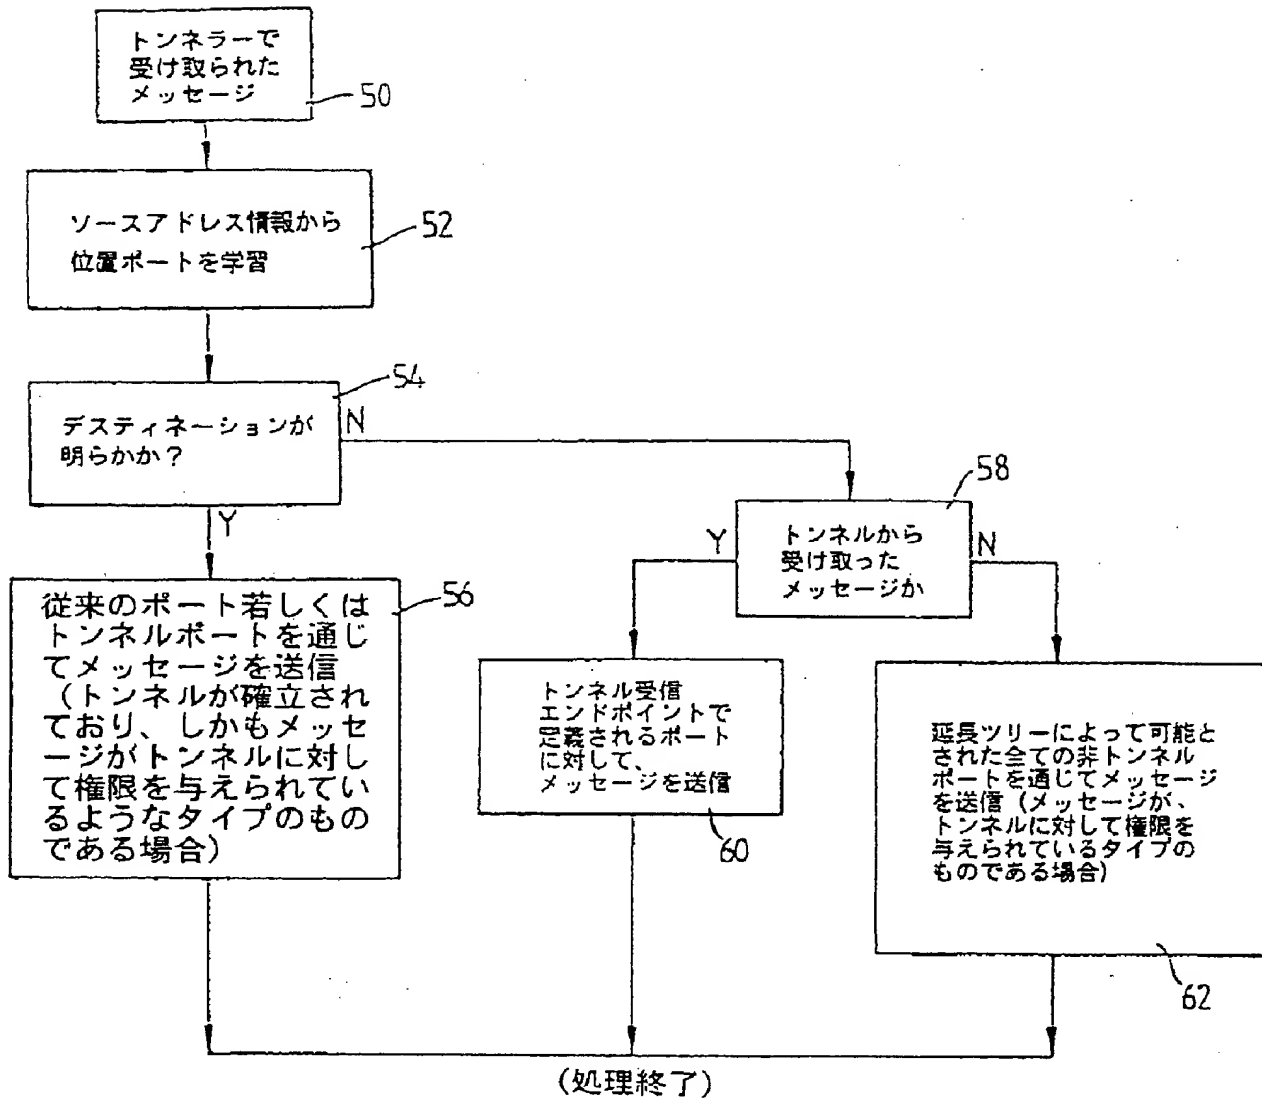 トンネラーで
受け取られた
メッセージ
50
ソースアドレス情報から
位置ポートを学習
52
デスティネーションが
明らかか？
54
N
Y
58
トンネルから
受け取った
メッセージか
Y
N
従来のポート若しくは
トンネルポートを通じ
てメッセージを送信
（トンネルが確立され
ており、しかもメッセ
ージがトンネルに対し
て権限を与えられてい
るようなタイプのもの
である場合）
56
トンネル受信
エンドポイントで
定義されるポート
に対して、
メッセージを送信
60
延長ツリーによって可能と
された全ての非トンネル
ポートを通じてメッセージ
を送信（メッセージが、
トンネルに対して権限を
与えられているタイプの
ものである場合）
62
（処理終了）